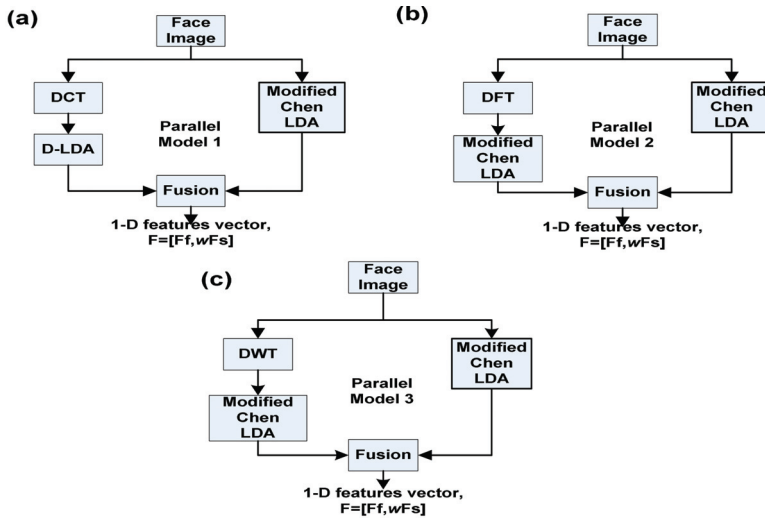 (a)
Face
Image
DCT
D-LDA
Parallel
Model 1
Modified
Chen
LDA
Fusion
1-D features vector,
F=[Ff,wFs]
(b)
Face
Image
DFT
Modified
Chen
LDA
Parallel
Model 2
Modified
Chen
LDA
Fusion
1-D features vector,
F=[Ff,wFs]
(c)
Face
Image
DWT
Modified
Chen
LDA
Parallel
Model 3
Modified
Chen
LDA
Fusion
1-D features vector,
F=[Ff,wFs]